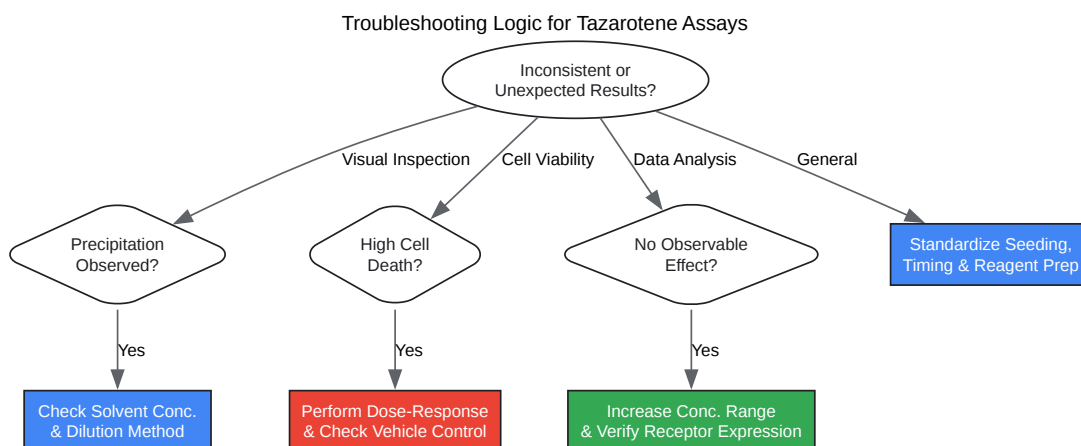 Troubleshooting Logic for Tazarotene Assays
Inconsistent or
Unexpected Results?
Visual Inspection
Cell Viability
Data Analysis
General
Precipitation
Observed?
High Cell
Death?
No Observable
Effect?
Standardize Seeding,
Timing & Reagent Prep
Yes
Yes
Yes
Check Solvent Conc.
& Dilution Method
Perform Dose-Response
& Check Vehicle Control
Increase Conc. Range
& Verify Receptor Expression